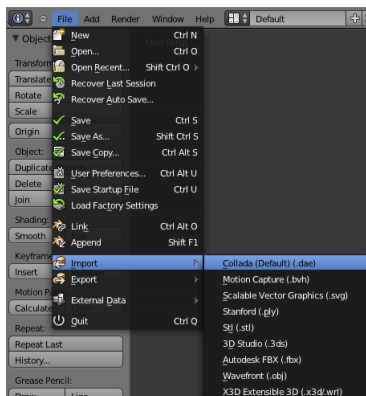 File Add Render Window Help Default
Object
Transform
Translate
Rotate
Scale
Origin
Object:
Duplicate
Delete
Join
Shading:
Smooth
Keyframe
Insert
Motion Pa
Calculate
Repeat:
Repeat Last
History...
Grease Pencil:
Draw Line
New Ctrl N
Open... Ctrl O
Open Recent... Shift Ctrl O
Recover Last Session
Recover Auto Save...
Save Ctrl S
Save As... Shift Ctrl S
Save Copy... Ctrl Alt S
User Preferences... Ctrl Alt U
Save Startup File Ctrl U
Load Factory Settings
Link Ctrl Alt O
Append Shift F1
Import
Export
External Data
Quit Ctrl Q
Collada (Default) (.dae)
Motion Capture (.bvh)
Scalable Vector Graphics (.svg)
Stanford (.ply)
Stl (.stl)
3D Studio (.3ds)
Autodesk FBX (.fbx)
Wavefront (.obj)
X3D Extensible 3D (.x3d/.wrl)